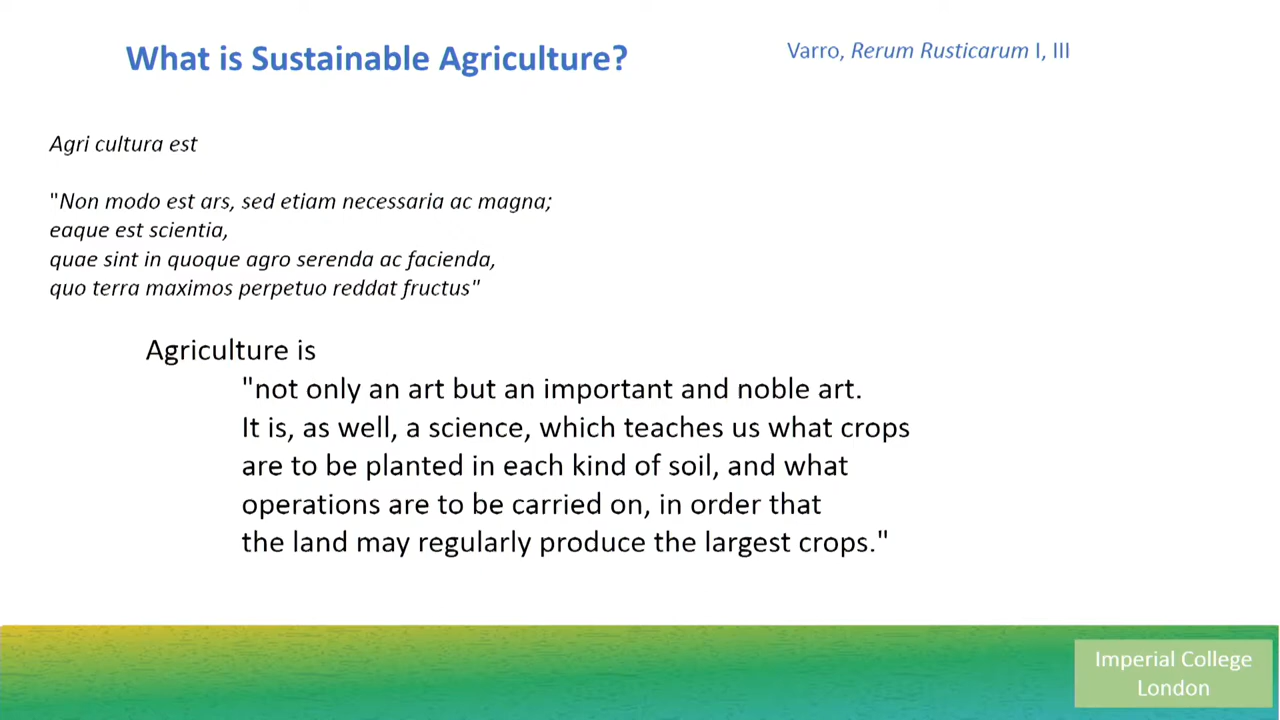 What is Sustainable Agriculture?
Varro, Rerum Rusticarum I, III
Agri cultura est
"Non modo est ars, sed etiam necessaria ac magna;
eaque est scientia,
quae sint in quoque agro serenda ac facienda,
quo terra maximos perpetuo reddat fructus"
Agriculture is
"not only an art but an important and noble art.
It is, as well, a science, which teaches us what crops
are to be planted in each kind of soil, and what
operations are to be carried on, in order that
the land may regularly produce the largest crops."
Imperial College
London